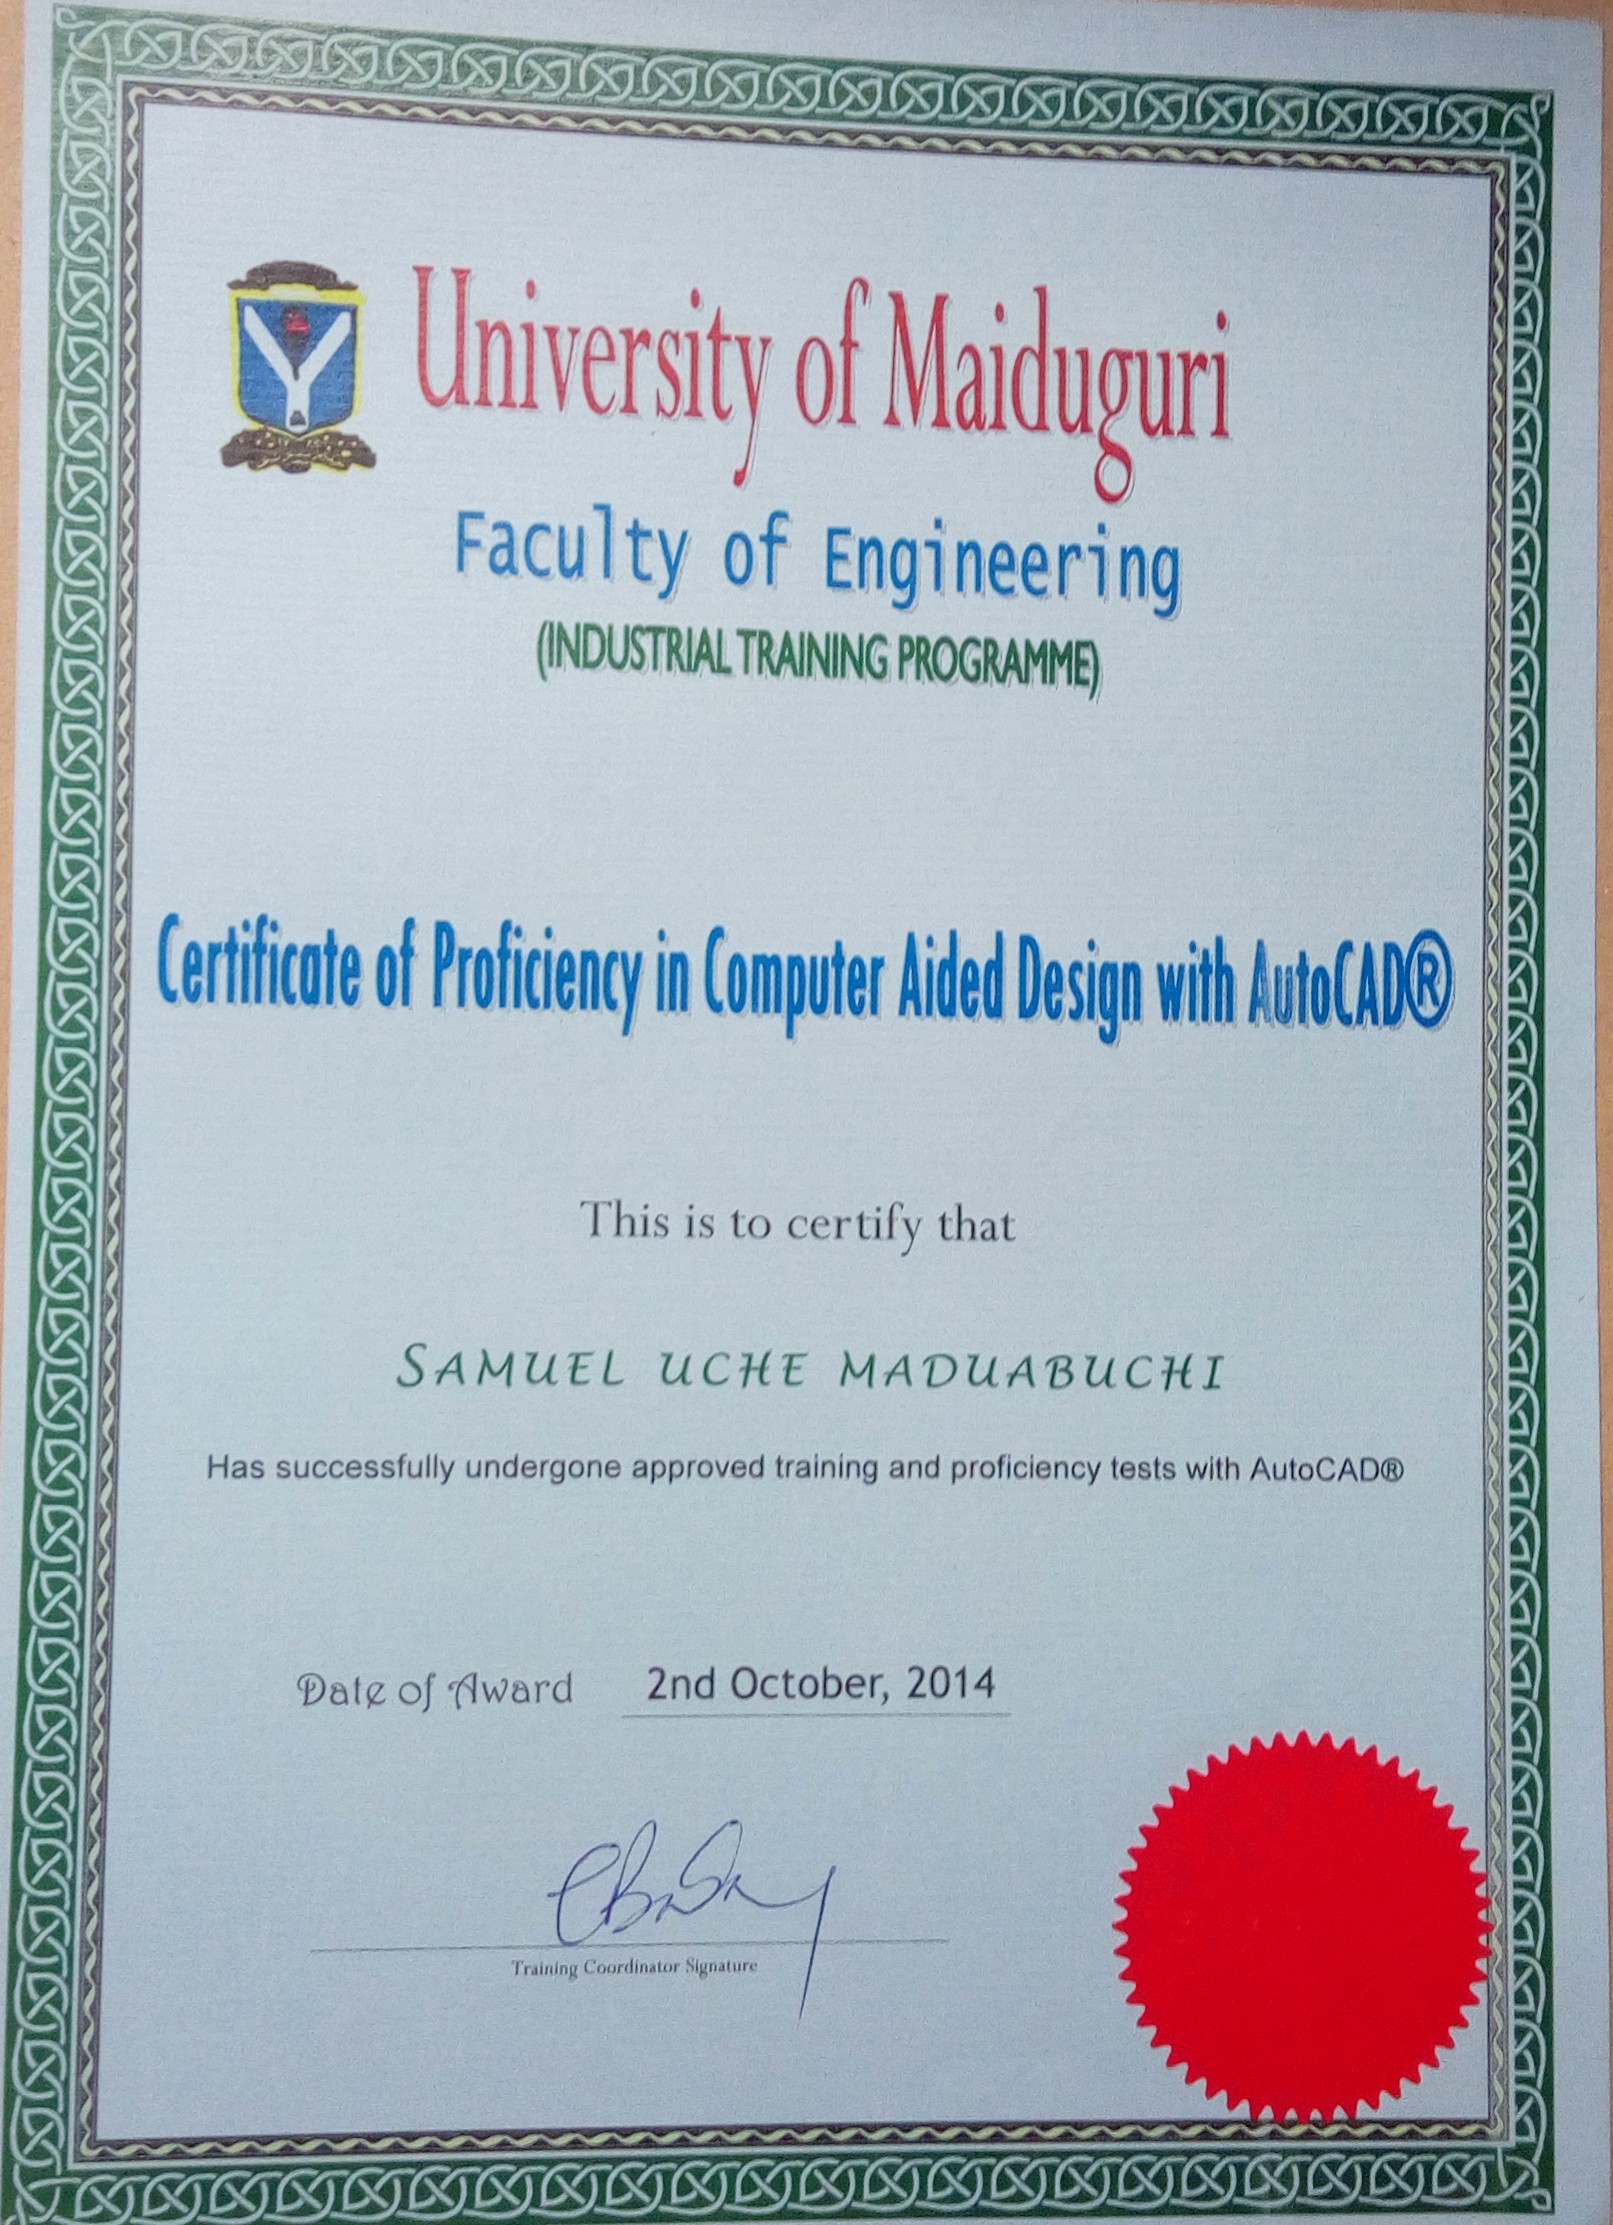 University of Maiduguri
Faculty of Engineering
(INDUSTRIAL TRAINING PROGRAMME)
Certificate of Proficiency in Computer Aided Design with AutoCAD®
This is to certify that
SAMUEL UCHE MADUABUCHI
Has successfully undergone approved training and proficiency tests with AutoCAD®
Date of Award 2nd October, 2014
Training Coordinator Signature